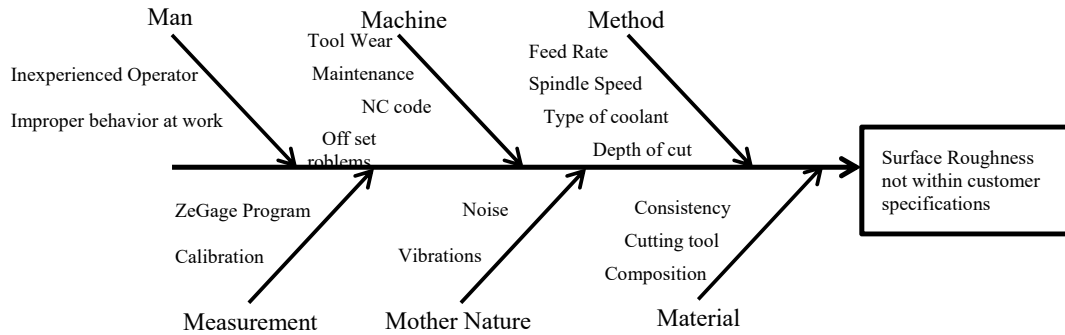 Man
Inexperienced Operator
Improper behavior at work
Machine
Tool Wear
Maintenance
NC code
Off set
roblems
Method
Feed Rate
Spindle Speed
Type of coolant
Depth of cut
Surface Roughness
not within customer
specifications
ZeGage Program
Calibration
Measurement
Noise
Vibrations
Mother Nature
Consistency
Cutting tool
Composition
Material